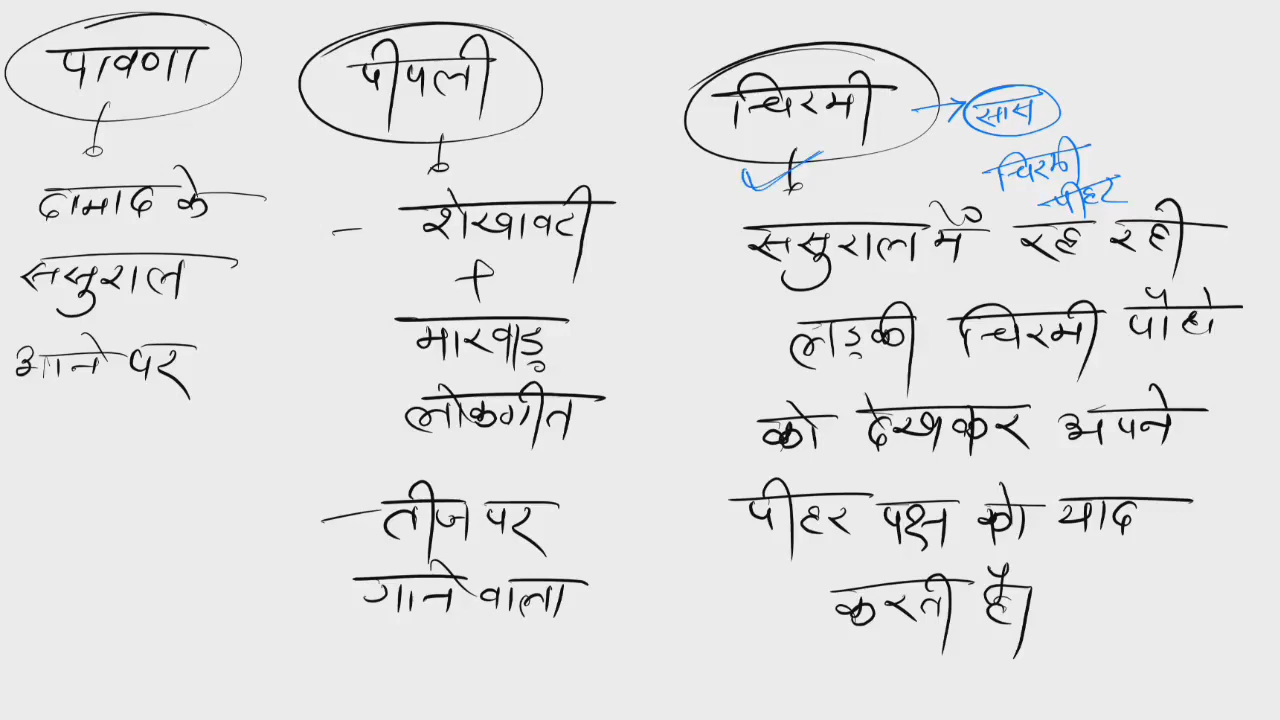 पावणा
दामाद के
ससुराल
आने पर
पीपली
- शेखावटी
+
मारवाड़
लोकगीत
- तीज पर
गाने वाला
चिरमी → सास
चिरमी
पीहर
ससुराल में रह रही
लड़की चिरमी पौधे
को देखकर अपने
पीहर पक्ष को याद
करती है।